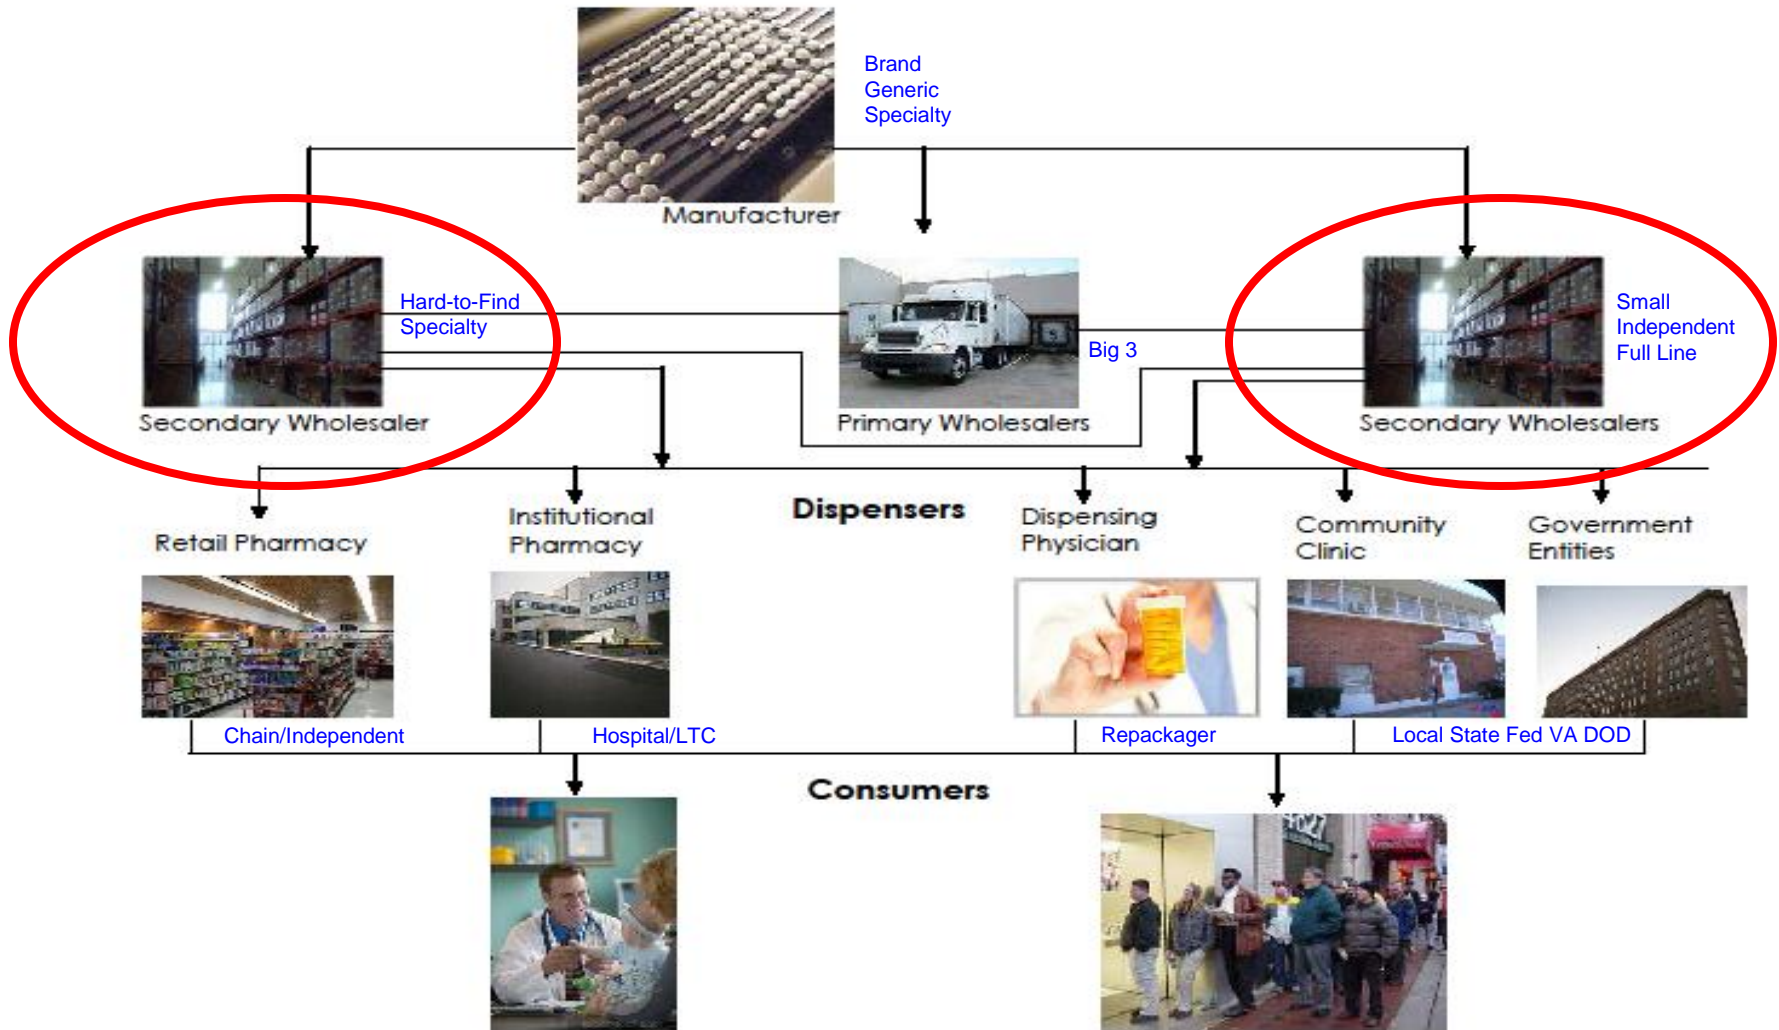 Brand
Generic
Specialty
Manufacturer
Hard-to-Find
Specialty
Big 3
Small
Independent
Full Line
Secondary Wholesaler
Primary Wholesalers
Secondary Wholesalers
Dispensers
Retail Pharmacy
Institutional
Pharmacy
Dispensing
Physician
Community
Clinic
Government
Entities
Chain/Independent
Hospital/LTC
Repackager
Local State Fed VA DOD
Consumers
4627